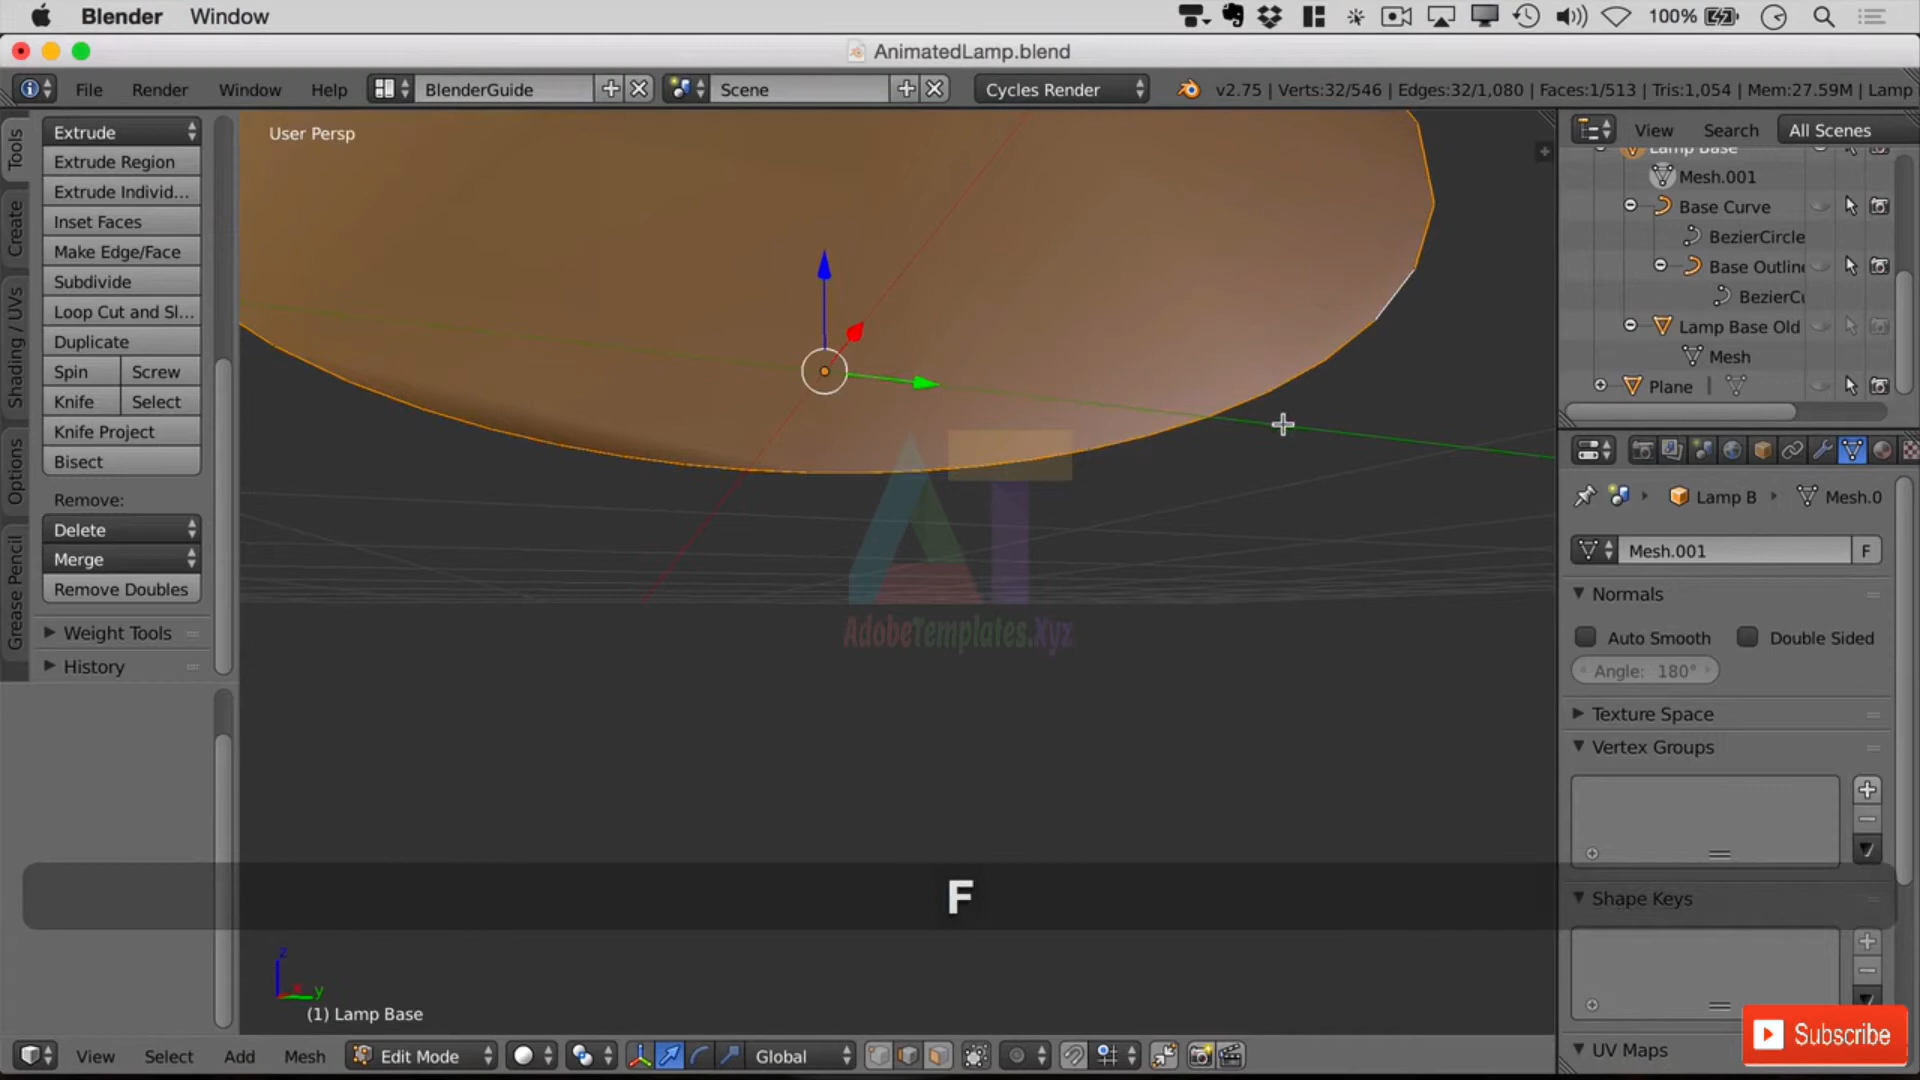 Blender Window 100%
AnimatedLamp.blend
File Render Window Help BlenderGuide Scene Cycles Render v2.75 | Verts:32/546 | Edges:32/1,080 | Faces:1/513 | Tris:1,054 | Mem:27.59M | Lamp
Tools
Create
Shading / UVs
Options
Grease Pencil
Extrude
Extrude Region
Extrude Individ...
Inset Faces
Make Edge/Face
Subdivide
Loop Cut and Sl...
Duplicate
Spin Screw
Knife Select
Knife Project
Bisect
Remove:
Delete
Merge
Remove Doubles
Weight Tools
History
User Persp
AdobeTemplates.Xyz
F
z
x y
(1) Lamp Base
View Search All Scenes
Lamp Base
Mesh.001
Base Curve
BezierCircle
Base Outline
BezierCu
Lamp Base Old
Mesh
Plane
Lamp B Mesh.0
Mesh.001 F
Normals
Auto Smooth Double Sided
Angle: 180°
Texture Space
Vertex Groups
Shape Keys
Subscribe
UV Maps
View Select Add Mesh Edit Mode Global